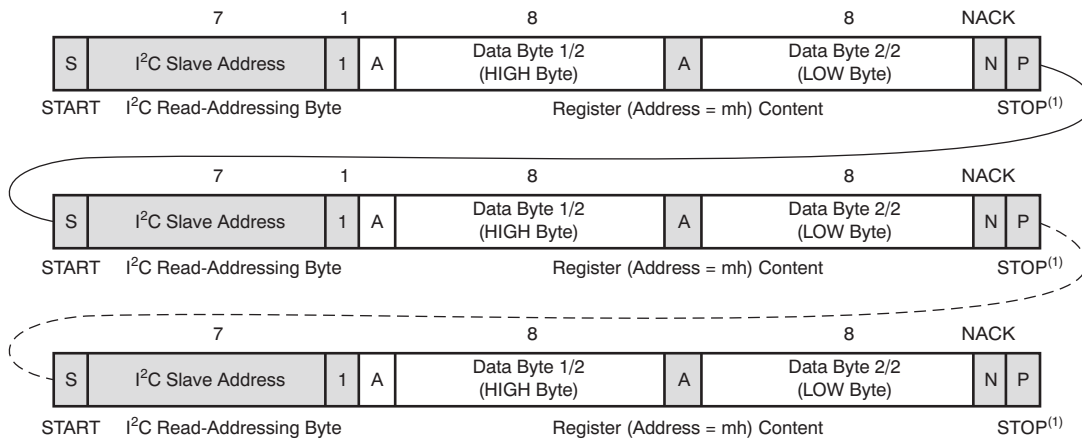 7 1 8 8 NACK
S I²C Slave Address 1 A Data Byte 1/2 (HIGH Byte) A Data Byte 2/2 (LOW Byte) N P
START I²C Read-Addressing Byte Register (Address = mh) Content STOP(1)
7 1 8 8 NACK
S I²C Slave Address 1 A Data Byte 1/2 (HIGH Byte) A Data Byte 2/2 (LOW Byte) N P
START I²C Read-Addressing Byte Register (Address = mh) Content STOP(1)
7 1 8 8 NACK
S I²C Slave Address 1 A Data Byte 1/2 (HIGH Byte) A Data Byte 2/2 (LOW Byte) N P
START I²C Read-Addressing Byte Register (Address = mh) Content STOP(1)